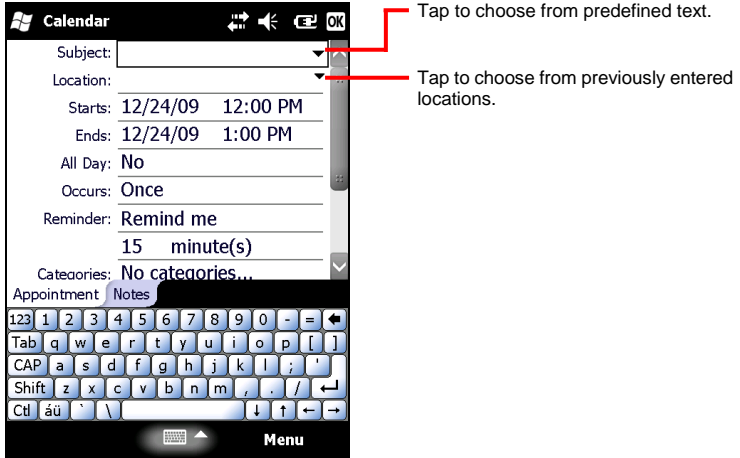 Calendar OK
Tap to choose from predefined text.
Subject:
Location:
Tap to choose from previously entered
locations.
Starts: 12/24/09 12:00 PM
Ends: 12/24/09 1:00 PM
All Day: No
Occurs: Once
Reminder: Remind me
15 minute(s)
Categories: No categories...
Appointment Notes
123 1 2 3 4 5 6 7 8 9 0 - =
Tab q w e r t y u i o p [ ]
CAP a s d f g h j k l ; '
Shift z x c v b n m , . /
Ctl áü ` \
Menu